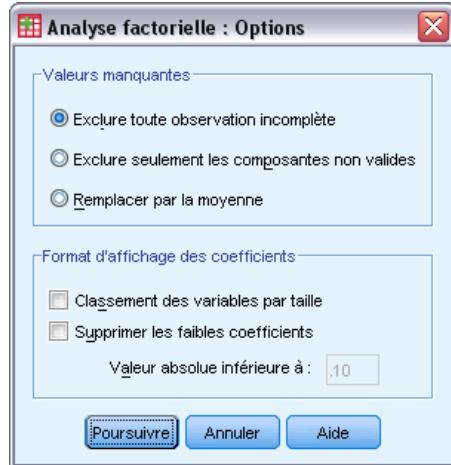 Analyse factorielle : Options
Valeurs manquantes
Exclure toute observation incomplète
Exclure seulement les composantes non valides
Remplacer par la moyenne
Format d'affichage des coefficients
Classement des variables par taille
Supprimer les faibles coefficients
Valeur absolue inférieure à : .10
Poursuivre Annuler Aide